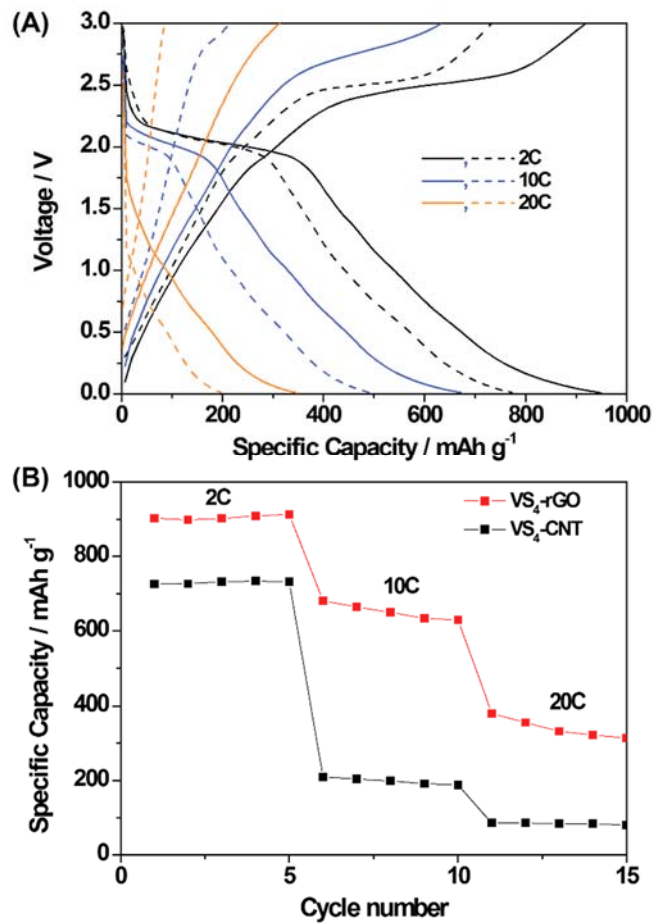 (A)
3.0
2.5
2.0
1.5
1.0
0.5
0.0
Voltage / V
, 2C
, 10C
, 20C
0 200 400 600 800 1000
Specific Capacity / mAh g⁻¹
(B)
1000
800
600
400
200
0
Specific Capacity / mAh g⁻¹
2C
10C
20C
VS₄-rGO
VS₄-CNT
0 5 10 15
Cycle number